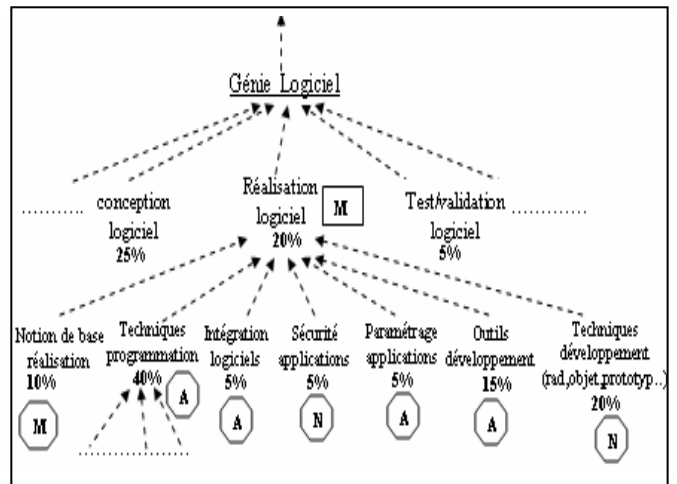 Génie Logiciel
........ conception
logiciel
25%
Réalisation
logiciel
20%
M
Test/validation ........
logiciel
5%
Notion de base
réalisation
10%
M
Techniques
programmation
40%
A
Intégration
logiciels
5%
A
Sécurité
applications
5%
N
Paramétrage
applications
5%
A
Outils
développement
15%
A
Techniques
développement
(rad,objet,prototyp..)
20%
N